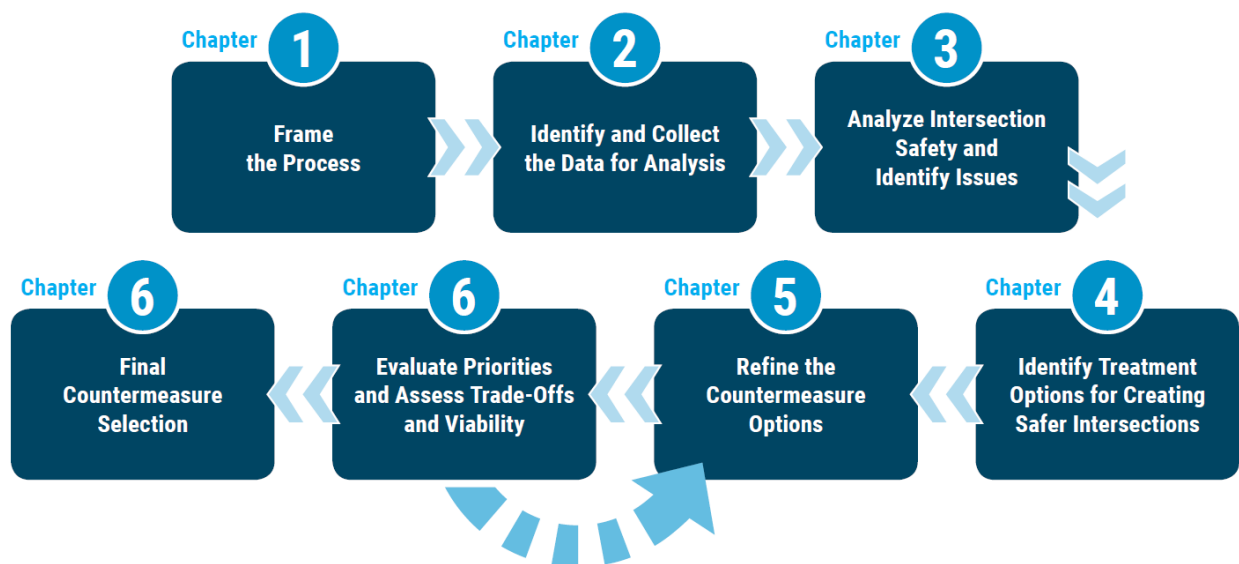 Chapter 1
Frame
the Process
Chapter 2
Identify and Collect
the Data for Analysis
Chapter 3
Analyze Intersection
Safety and
Identify Issues
Chapter 4
Identify Treatment
Options for Creating
Safer Intersections
Chapter 5
Refine the
Countermeasure
Options
Chapter 6
Evaluate Priorities
and Assess Trade-Offs
and Viability
Chapter 6
Final
Countermeasure
Selection